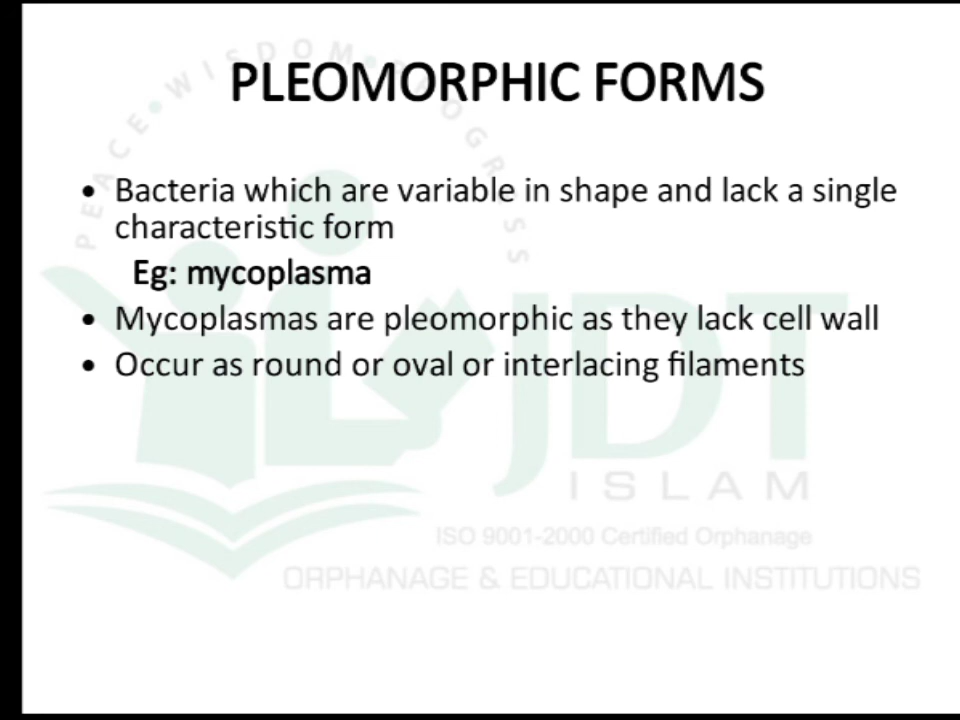 PEACE • WISDOM • PROGRESS
PLEOMORPHIC FORMS
• Bacteria which are variable in shape and lack a single
characteristic form
Eg: mycoplasma
• Mycoplasmas are pleomorphic as they lack cell wall
• Occur as round or oval or interlacing filaments
JDT
ISLAM
ISO 9001-2000 Certified Orphanage
ORPHANAGE & EDUCATIONAL INSTITUTIONS